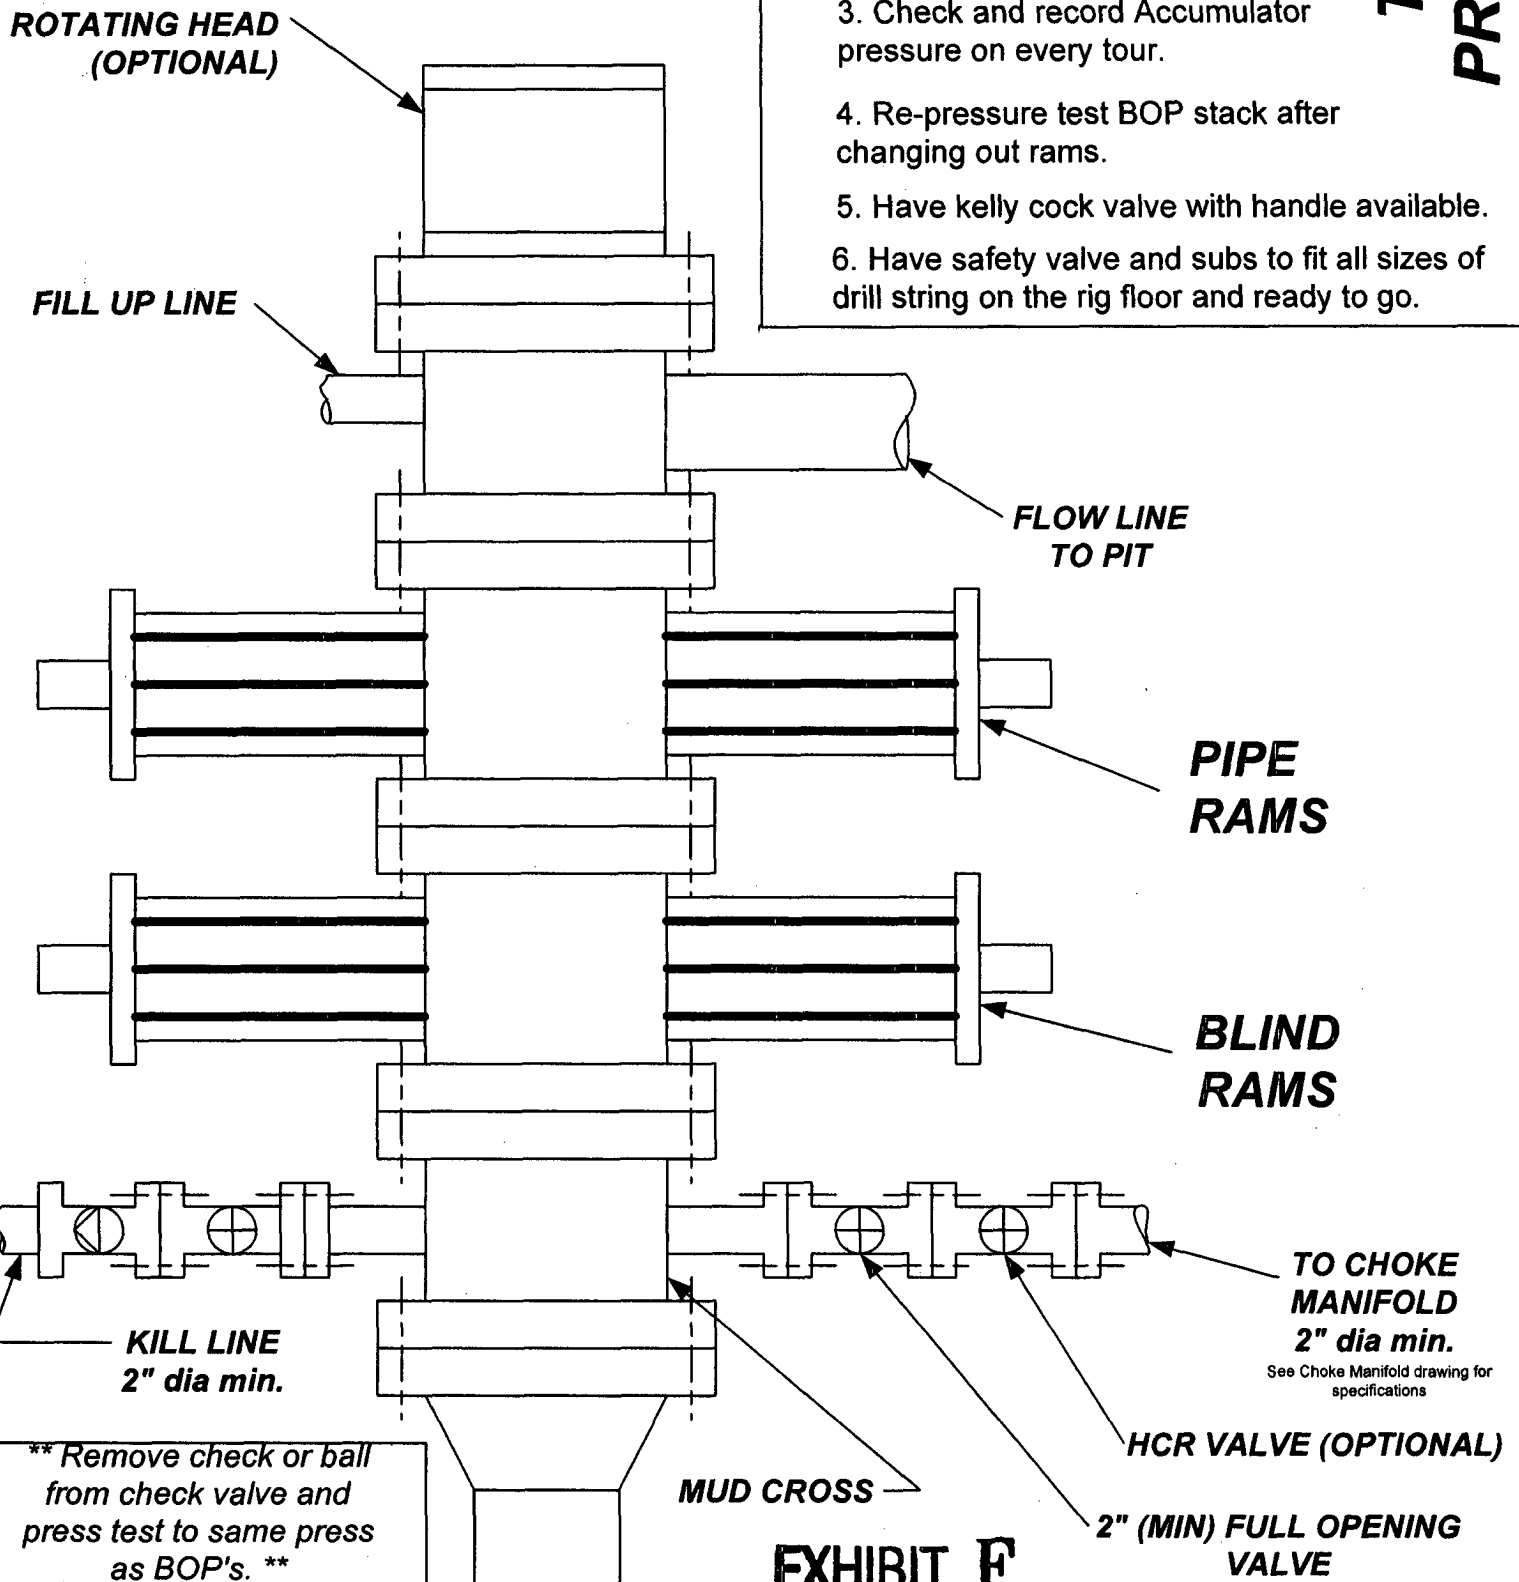 ROTATING HEAD
(OPTIONAL)
3. Check and record Accumulator
pressure on every tour.
4. Re-pressure test BOP stack after
changing out rams.
5. Have kelly cock valve with handle available.
6. Have safety valve and subs to fit all sizes of
drill string on the rig floor and ready to go.
FILL UP LINE
FLOW LINE
TO PIT
PIPE
RAMS
BLIND
RAMS
TO CHOKE
MANIFOLD
2" dia min.
See Choke Manifold drawing for
specifications
KILL LINE
2" dia min.
HCR VALVE (OPTIONAL)
MUD CROSS
2" (MIN) FULL OPENING
VALVE
** Remove check or ball
from check valve and
press test to same press
as BOP's. **
EXHIBIT F